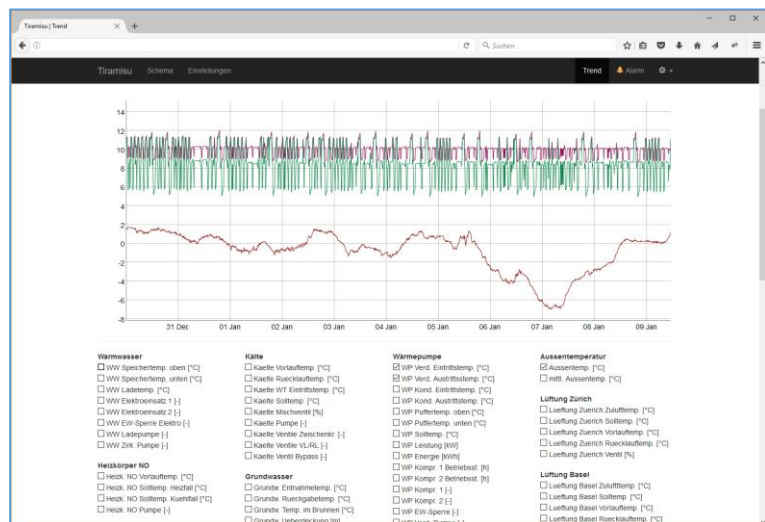 Tiramisu | Trend
Suchen
Tiramisu Schema Einstellungen Trend Alarm
14
12
10
8
6
4
2
0
-2
-4
-6
-8
31 Dec 01 Jan 02 Jan 03 Jan 04 Jan 05 Jan 06 Jan 07 Jan 08 Jan 09 Jan
Warmwasser
WW Speichertemp. oben [°C]
WW Speichertemp. unten [°C]
WW Ladetemp. [°C]
WW Elektroeinsatz 1 [-]
WW Elektroeinsatz 2 [-]
WW EW-Sperre Elektro [-]
WW Ladepumpe [-]
WW Zirk. Pumpe [-]
Heizkörper NO
Heizk. NO Vorlauftemp. [°C]
Heizk. NO Solltemp. Heizfall [°C]
Heizk. NO Solltemp. Kuehlfall [°C]
Heizk. NO Pumpe [-]
Kälte
Kaelte Vorlauftemp. [°C]
Kaelte Ruecklauftemp. [°C]
Kaelte WT Eintrittstemp. [°C]
Kaelte Solltemp. [°C]
Kaelte Mischventil [%]
Kaelte Pumpe [-]
Kaelte Ventile Zwischenkr. [-]
Kaelte Ventile VL/RL [-]
Kaelte Ventil Bypass [-]
Grundwasser
Grundw. Entnahmetemp. [°C]
Grundw. Rueckgabetemp. [°C]
Grundw. Temp. im Brunnen [°C]
Grundw. Ueberdeckung [m]
Wärmepumpe
WP Verd. Eintrittstemp. [°C]
WP Verd. Austrittsstemp. [°C]
WP Kond. Eintrittstemp. [°C]
WP Kond. Austrittstemp. [°C]
WP Puffertemp. oben [°C]
WP Puffertemp. unten [°C]
WP Solltemp. [°C]
WP Leistung [kW]
WP Energie [kWh]
WP Kompr. 1 Betriebsst. [h]
WP Kompr. 2 Betriebsst. [h]
WP Kompr. 1 [-]
WP Kompr. 2 [-]
WP EW-Sperre [-]
Aussentemperatur
Aussentemp. [°C]
mittl. Aussentemp. [°C]
Lüftung Zürich
Lueftung Zuerich Zulufttemp. [°C]
Lueftung Zuerich Solltemp. [°C]
Lueftung Zuerich Vorlauftemp. [°C]
Lueftung Zuerich Ruecklauftemp. [°C]
Lueftung Zuerich Ventil [%]
Lüftung Basel
Lueftung Basel Zulufttemp. [°C]
Lueftung Basel Solltemp. [°C]
Lueftung Basel Vorlauftemp. [°C]
Lueftung Basel Ruecklauftemp. [°C]